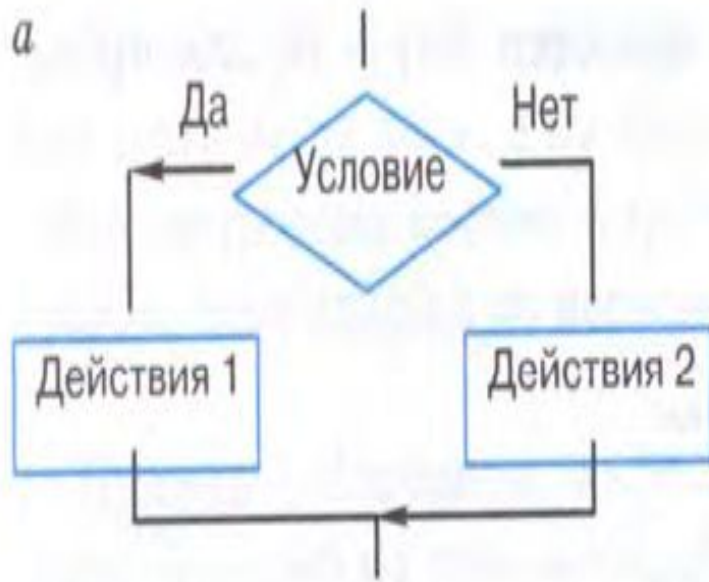 а
Да
Нет
Условие
Действия 1
Действия 2